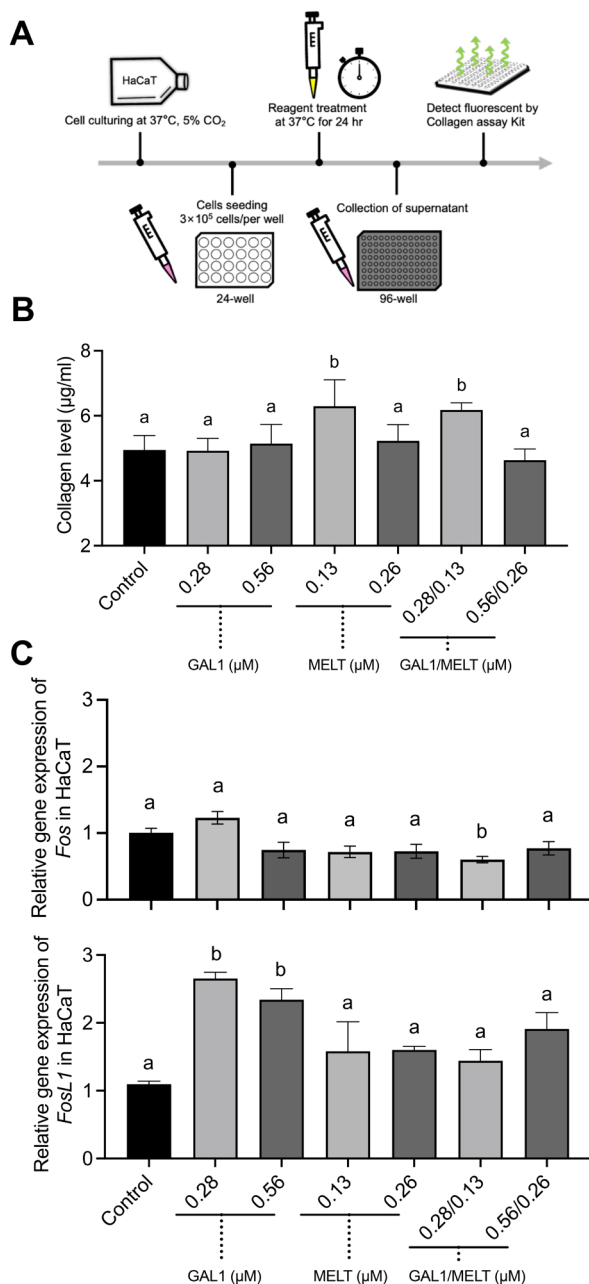 A
HaCaT
Cell culturing at 37°C, 5% CO₂
Reagent treatment
at 37°C for 24 hr
Detect fluorescent by
Collagen assay Kit
Cells seeding
3×10⁵ cells/per well
24-well
Collection of supernatant
96-well
B
Collagen level (µg/ml)
8
6
4
2
a
a
a
b
a
b
a
Control
0.28
0.56
0.13
0.26
0.28/0.13
0.56/0.26
GAL1 (µM)
MELT (µM)
GAL1/MELT (µM)
C
Relative gene expression of
Fos in HaCaT
3
2
1
0
a
a
a
a
a
b
a
Relative gene expression of
FosL1 in HaCaT
3
2
1
0
a
b
b
a
a
a
a
Control
0.28
0.56
0.13
0.26
0.28/0.13
0.56/0.26
GAL1 (µM)
MELT (µM)
GAL1/MELT (µM)